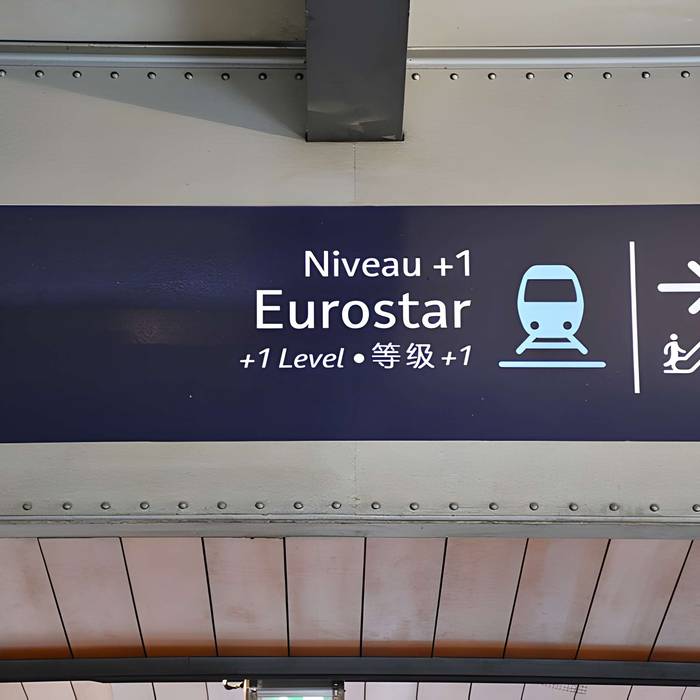 Niveau +1
Eurostar
+1 Level • 等级 +1